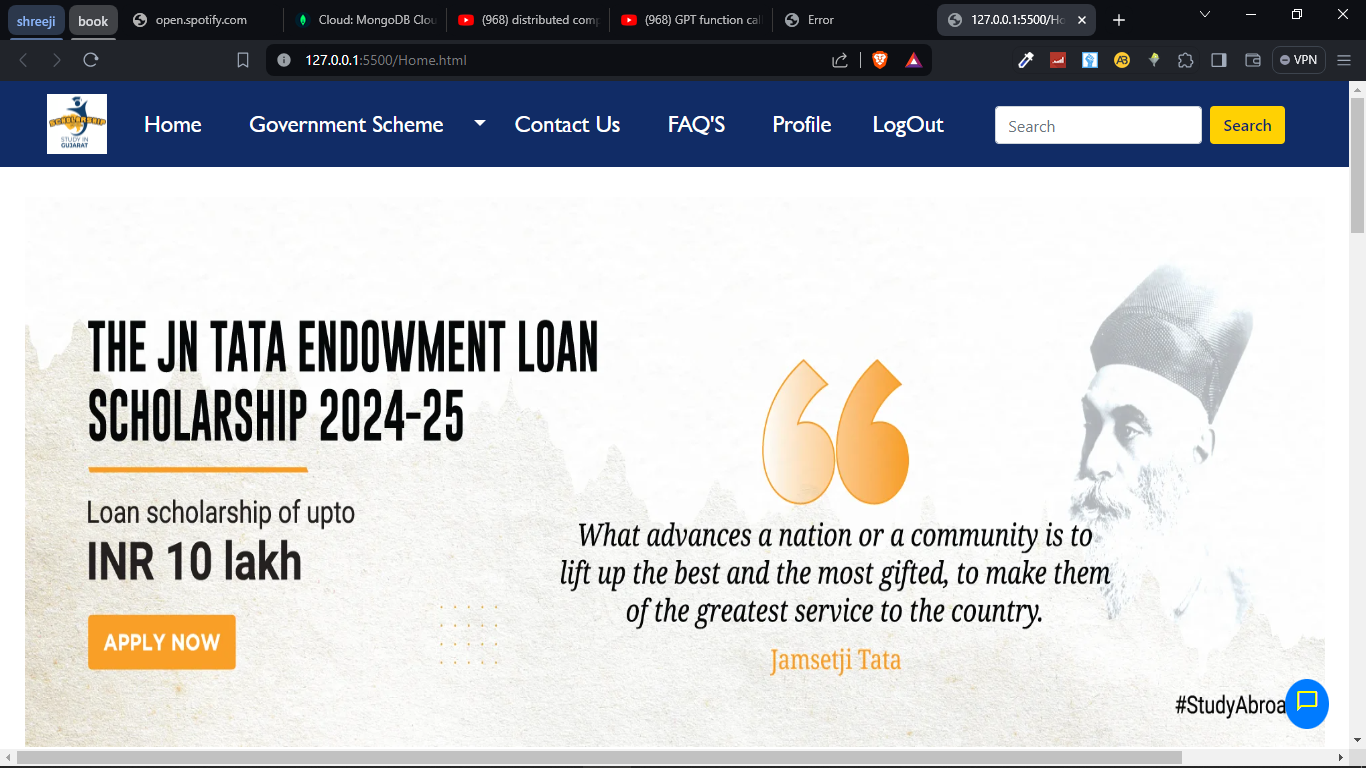 shreeji
book
open.spotify.com
Cloud: MongoDB Clou
(968) distributed comp
(968) GPT function cal
Error
127.0.0.1:5500/Ho
127.0.0.1:5500/Home.html
VPN
SCHOLARSHIP
STUDY IN
GUJARAT
Home
Government Scheme
Contact Us
FAQ'S
Profile
LogOut
Search
Search
THE JN TATA ENDOWMENT LOAN
SCHOLARSHIP 2024-25
Loan scholarship of upto
INR 10 lakh
APPLY NOW
What advances a nation or a community is to
lift up the best and the most gifted, to make them
of the greatest service to the country.
Jamsetji Tata
#StudyAbroa